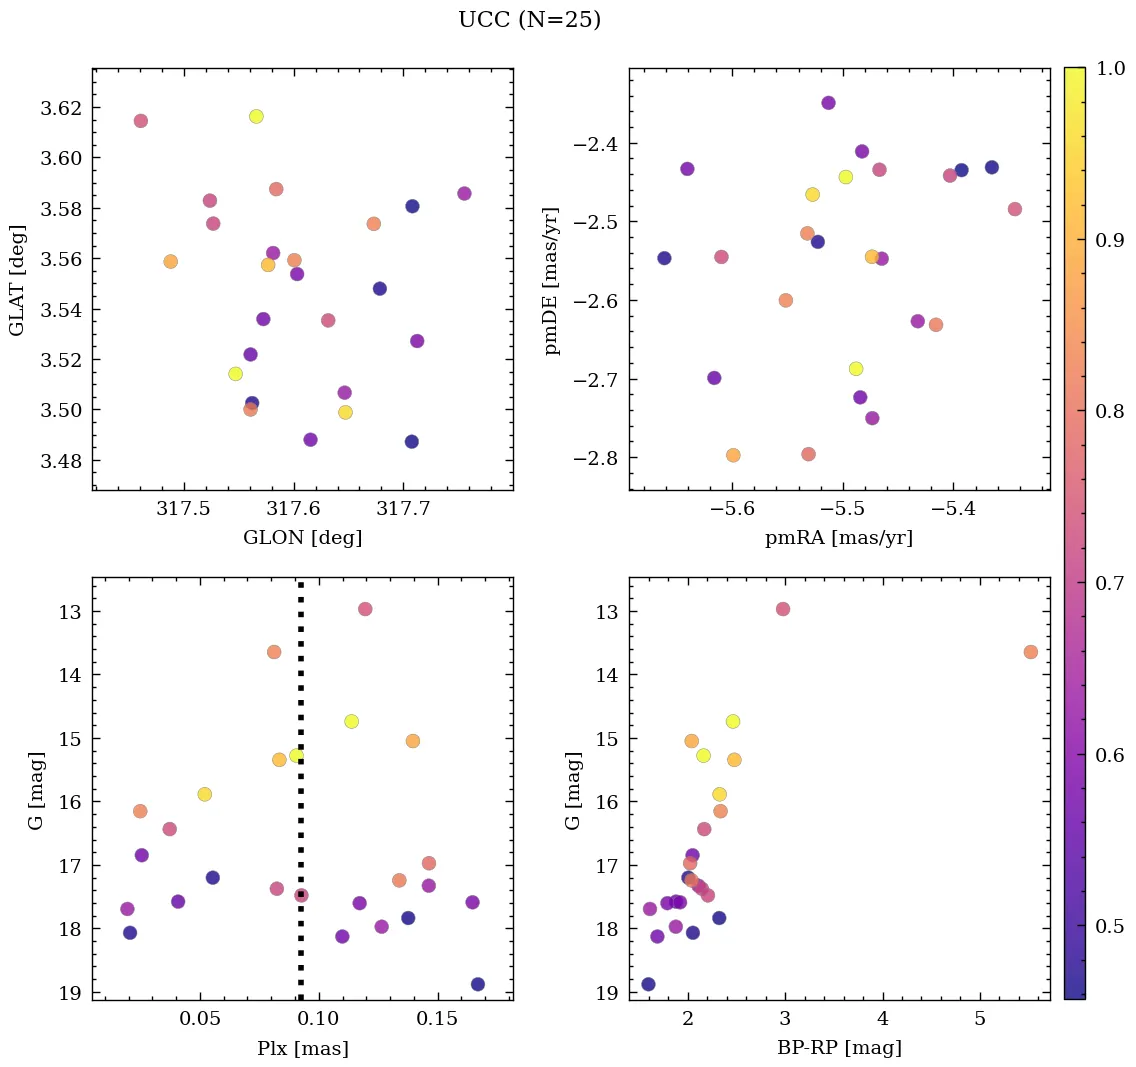 UCC (N=25)
3.62
3.60
3.58
3.56
3.54
3.52
3.50
3.48
GLAT [deg]
317.5 317.6 317.7
GLON [deg]
−2.4
−2.5
−2.6
−2.7
−2.8
pmDE [mas/yr]
−5.6 −5.5 −5.4
pmRA [mas/yr]
13
14
15
16
17
18
19
G [mag]
0.05 0.10 0.15
Plx [mas]
13
14
15
16
17
18
19
G [mag]
2 3 4 5
BP-RP [mag]
1.0
0.9
0.8
0.7
0.6
0.5